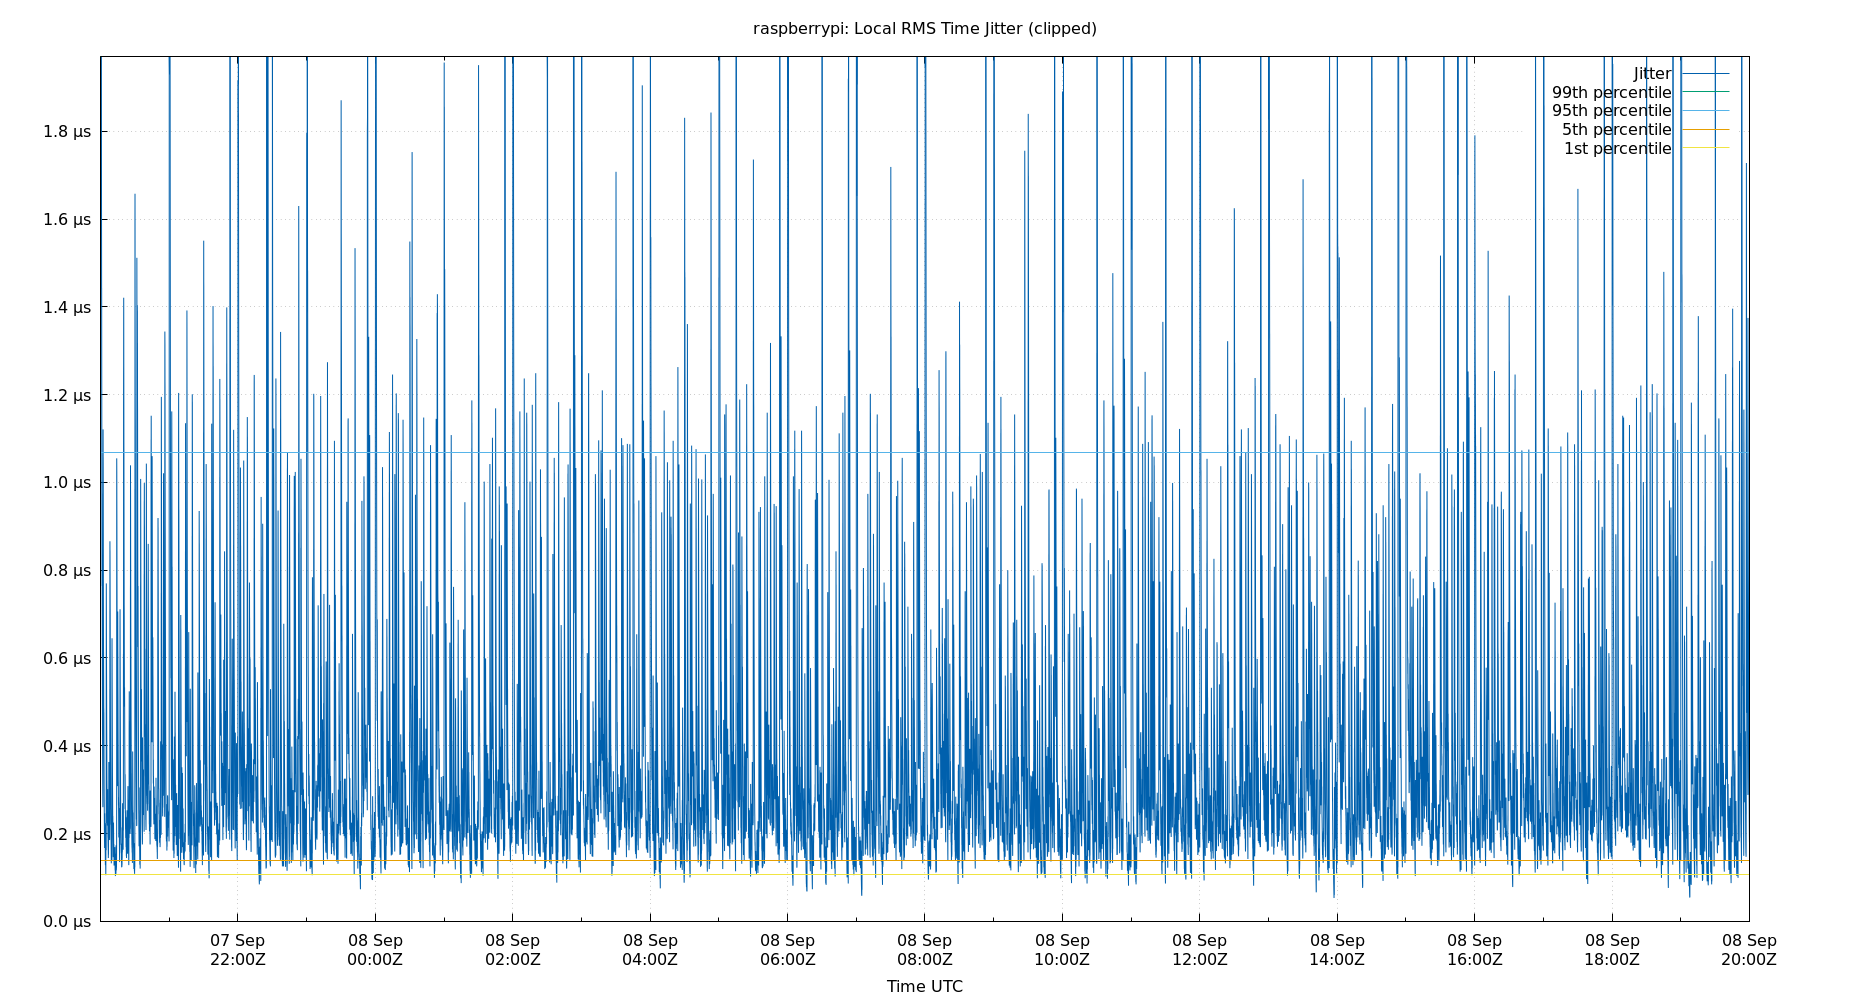 raspberrypi: Local RMS Time Jitter (clipped)
Jitter
99th percentile
95th percentile
5th percentile
1st percentile
1.8 µs
1.6 µs
1.4 µs
1.2 µs
1.0 µs
0.8 µs
0.6 µs
0.4 µs
0.2 µs
0.0 µs
07 Sep 08 Sep 08 Sep 08 Sep 08 Sep 08 Sep 08 Sep 08 Sep 08 Sep 08 Sep 08 Sep 08 Sep
22:00Z 00:00Z 02:00Z 04:00Z 06:00Z 08:00Z 10:00Z 12:00Z 14:00Z 16:00Z 18:00Z 20:00Z
Time UTC